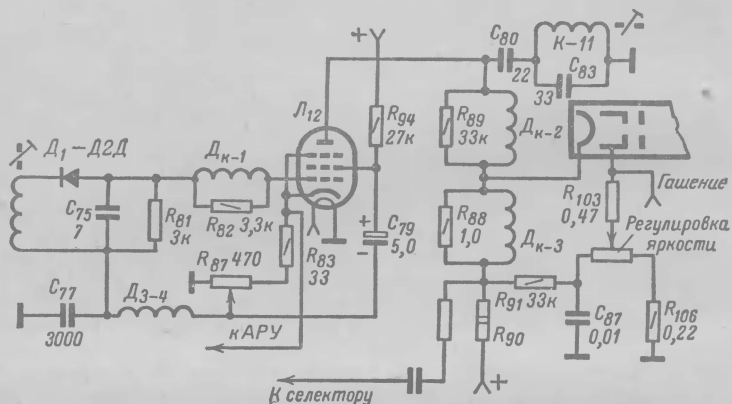 +
C80
22
К-11
33
C83
Л12
R94
27к
R89
33к
Дк-2
Д1–Д2Д
Дк-1
C75
7
R81
3к
R82 3,3к
R83
33
R87 470
+
C79
5,0
–
R88
1,0
Дк-3
R103
0,47
Гашение
Регулировка
яркости
C77
3000
Д3-4
кАРУ
R91
33к
R90
+
C87
0,01
R106
0,22
К селектору